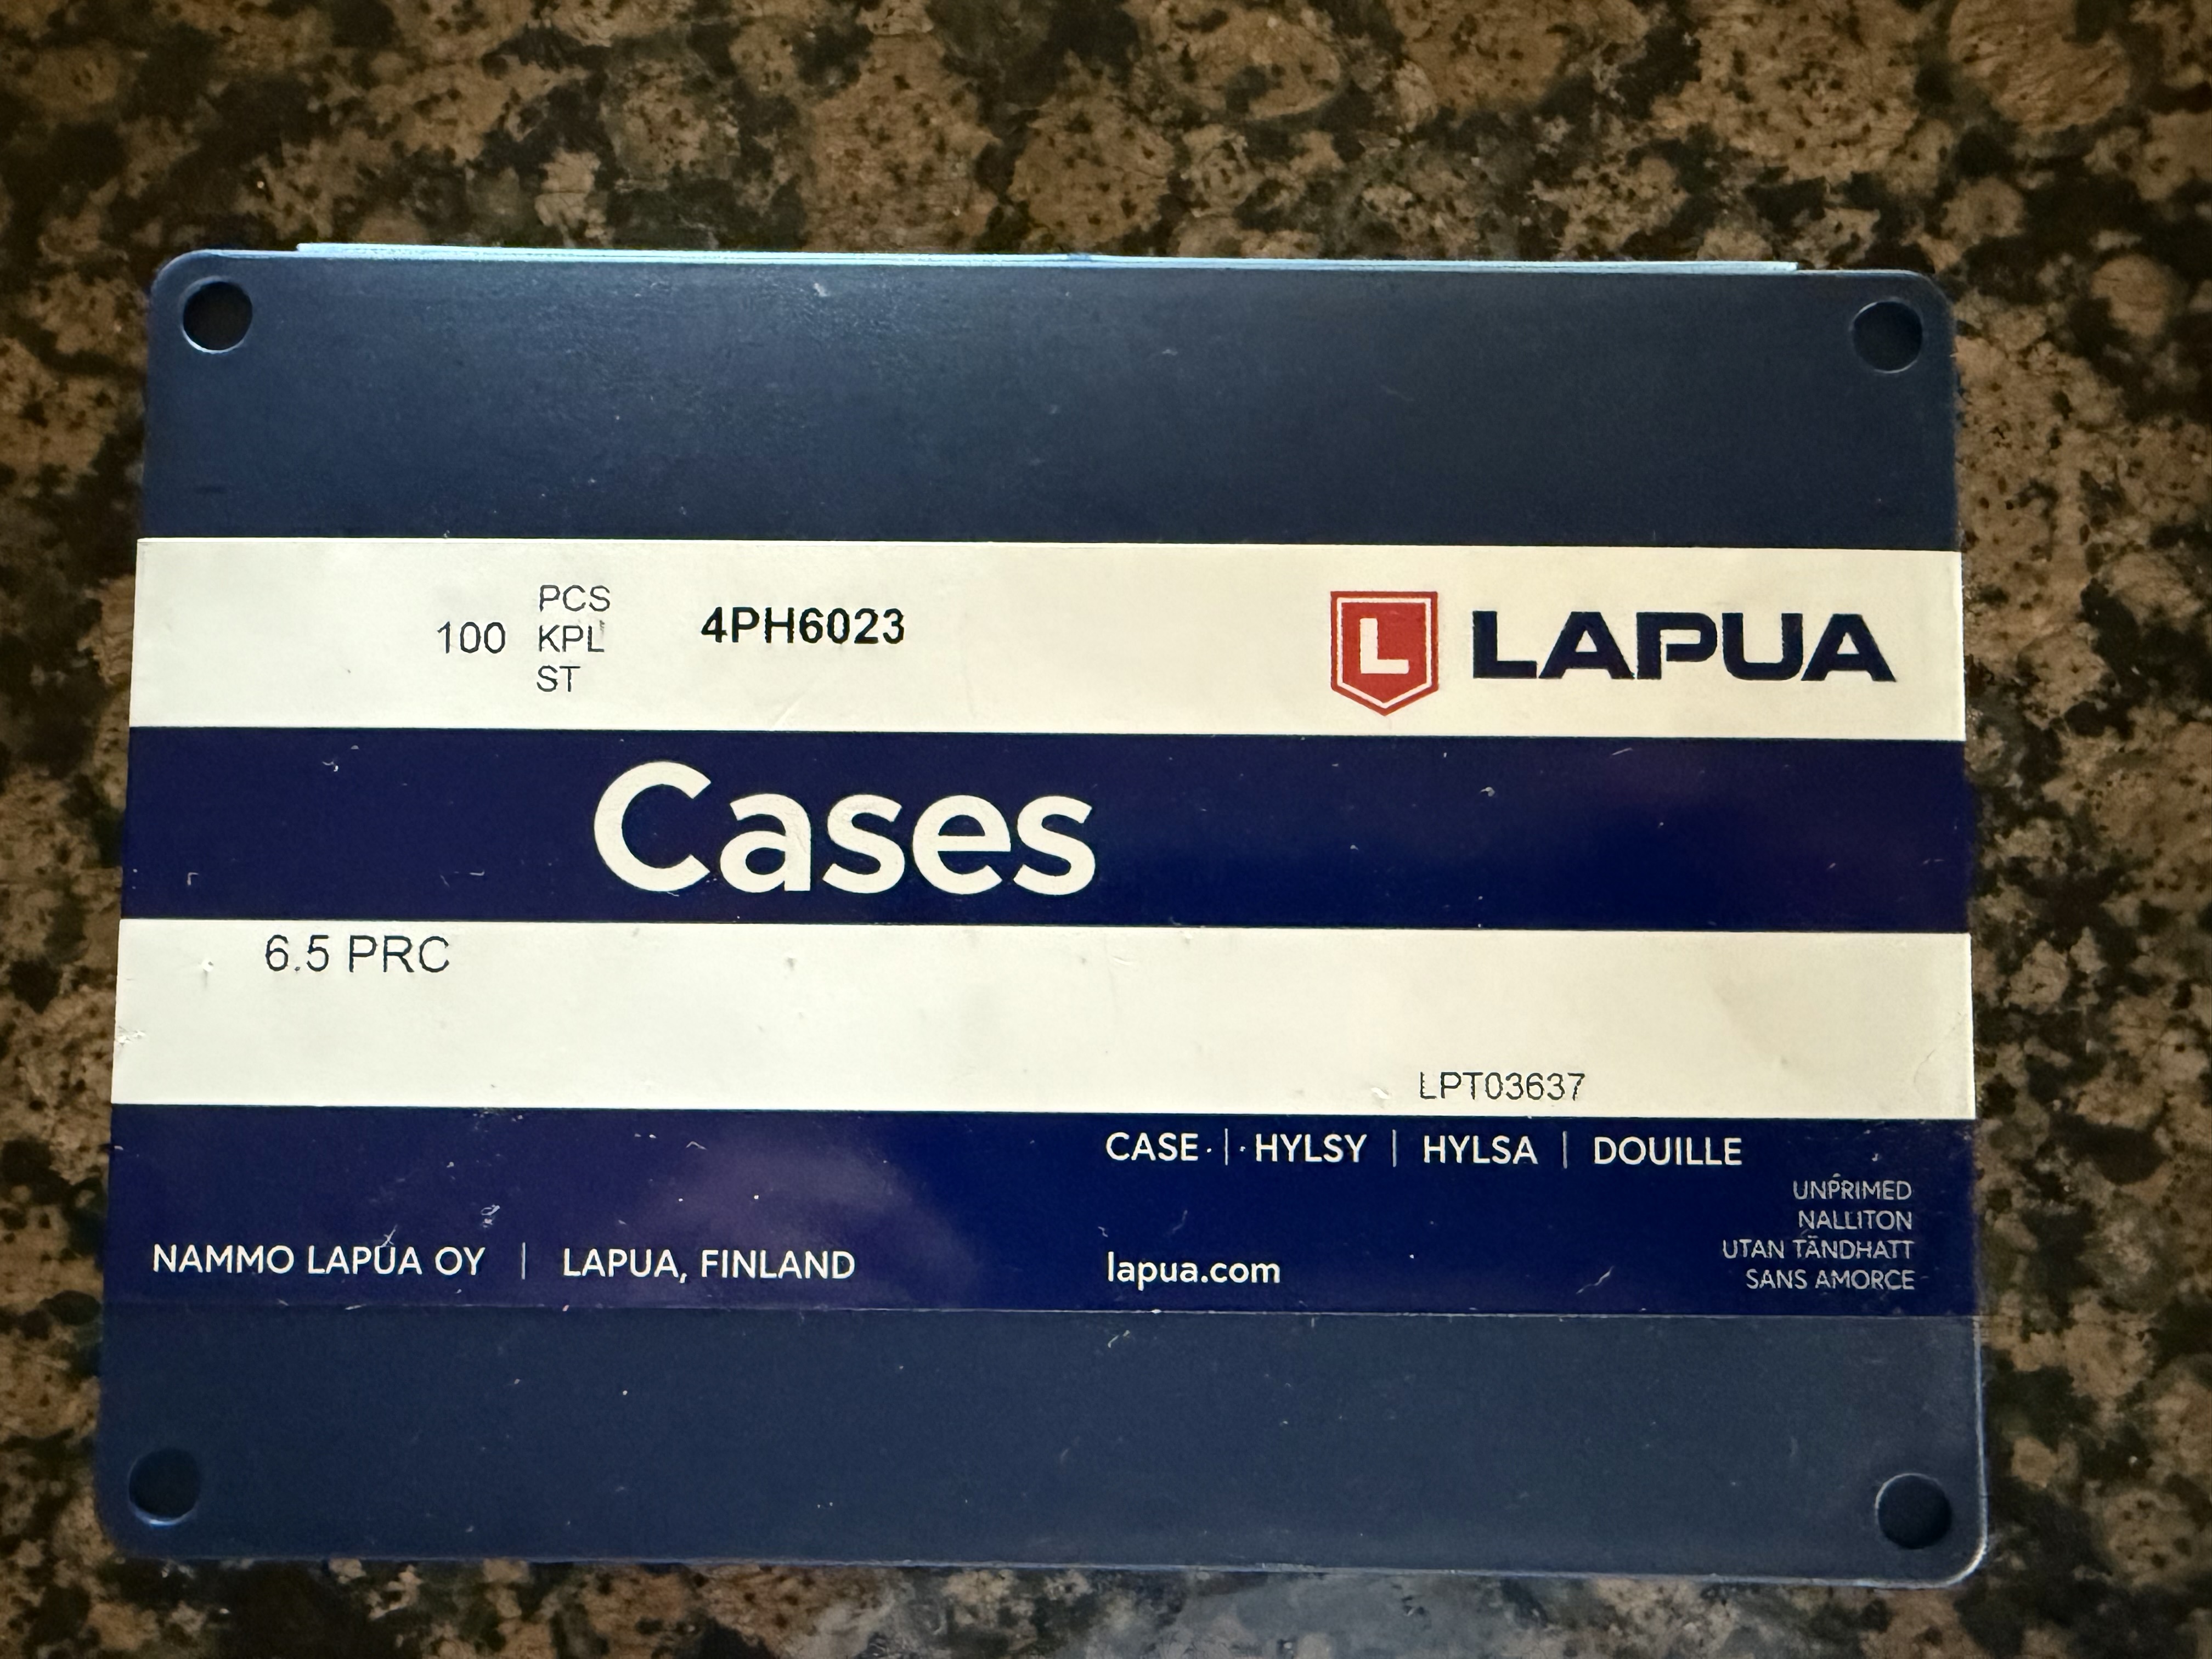 PCS
100 KPL 4PH6023
ST
L LAPUA
Cases
6.5 PRC
LPT03637
CASE | HYLSY | HYLSA | DOUILLE
UNPRIMED
NALLITON
UTAN TÄNDHATT
SANS AMORCE
NAMMO LAPUA OY | LAPUA, FINLAND
lapua.com